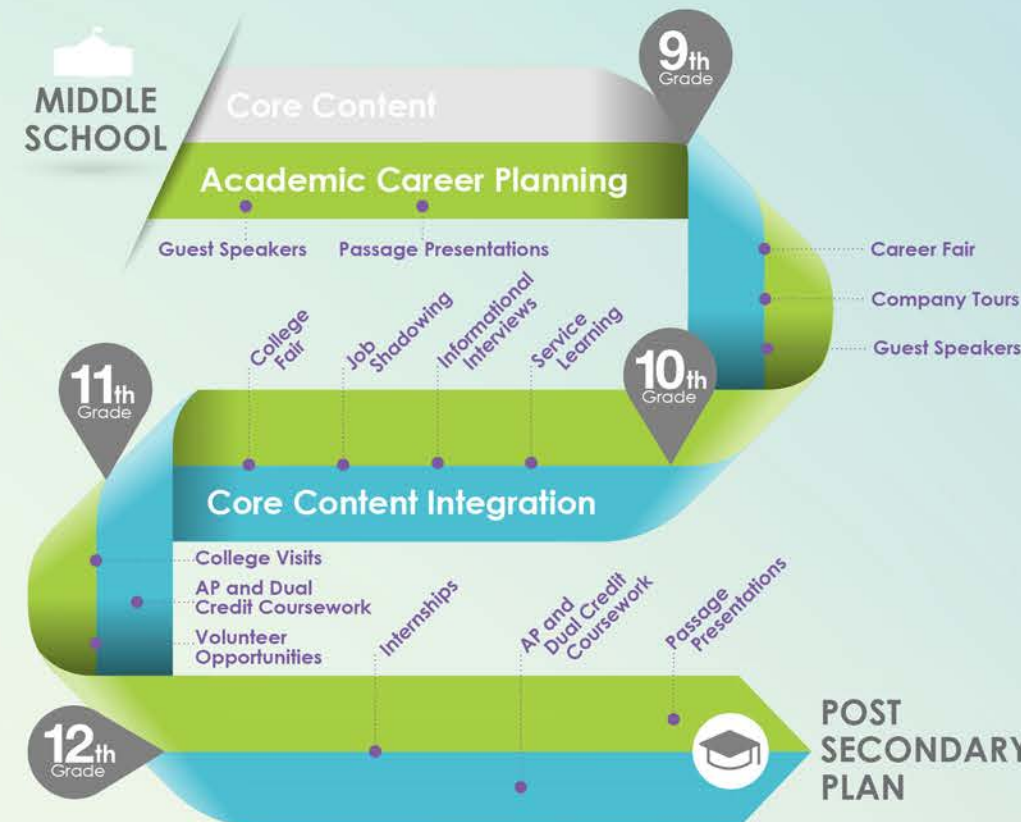 MIDDLE
SCHOOL
Core Content
9th
Grade
Academic Career Planning
Guest Speakers
Passage Presentations
Career Fair
Company Tours
Guest Speakers
10th
Grade
College
Fair
Job
Shadowing
Informational
Interviews
Service
Learning
Core Content Integration
11th
Grade
College Visits
AP and Dual
Credit Coursework
Volunteer
Opportunities
12th
Grade
Internships
AP and
Dual Credit
Coursework
Passage
Presentations
POST
SECONDARY
PLAN